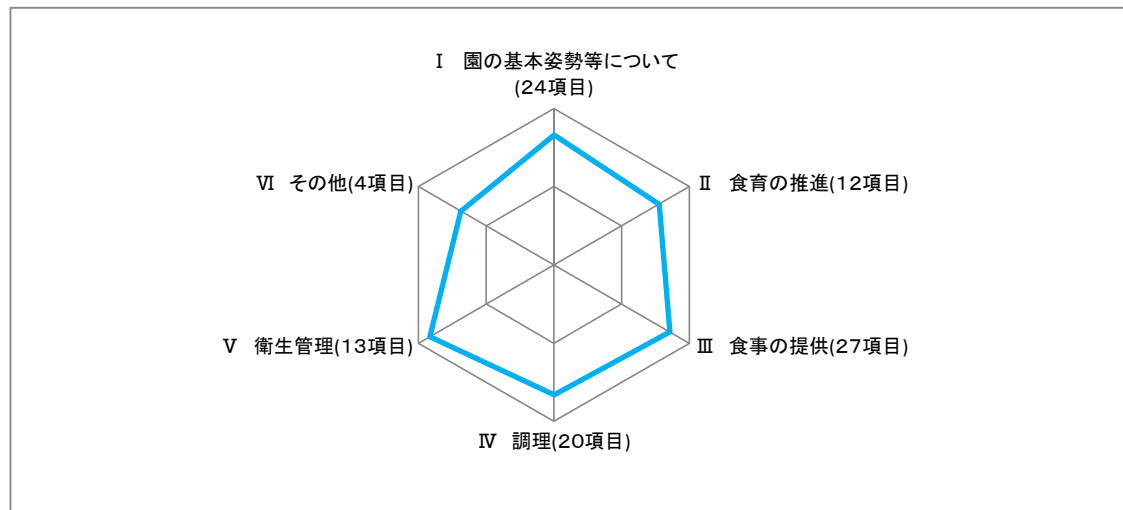 Ⅰ　園の基本姿勢等について
(24項目)
Ⅱ　食育の推進(12項目)
Ⅲ　食事の提供(27項目)
Ⅳ　調理(20項目)
Ⅴ　衛生管理(13項目)
Ⅵ　その他(4項目)